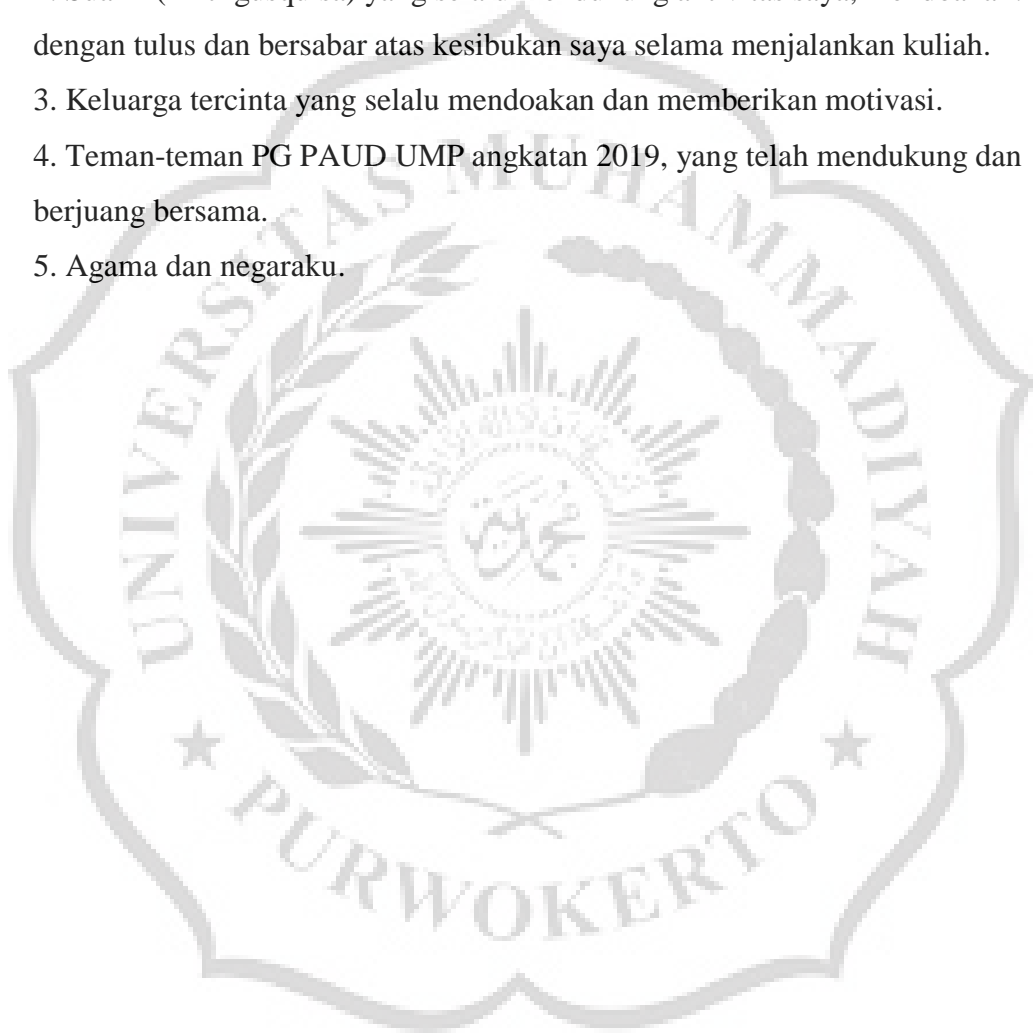 dengan tulus dan bersabar atas kesibukan saya selama menjalankan kuliah.
3. Keluarga tercinta yang selalu mendoakan dan memberikan motivasi.
4. Teman-teman PG PAUD UMP angkatan 2019, yang telah mendukung dan
berjuang bersama.
5. Agama dan negaraku.
UNIVERSITAS MUHAMMADIYAH
PURWOKERTO